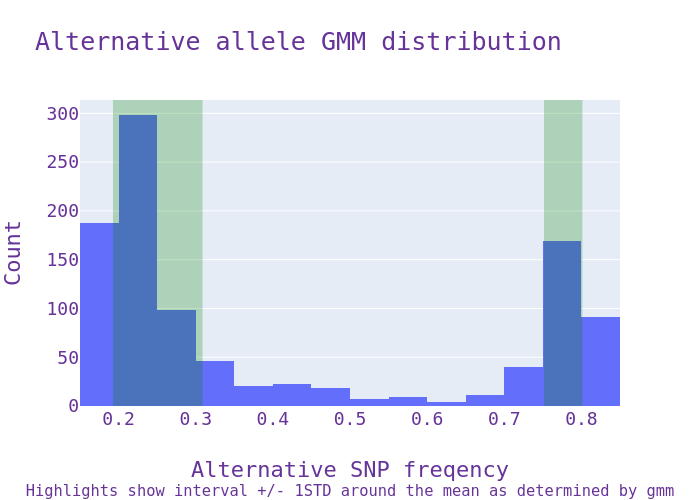 Alternative allele GMM distribution
Count
300
250
200
150
100
50
0
0.2 0.3 0.4 0.5 0.6 0.7 0.8
Alternative SNP freqency
Highlights show interval +/- 1STD around the mean as determined by gmm